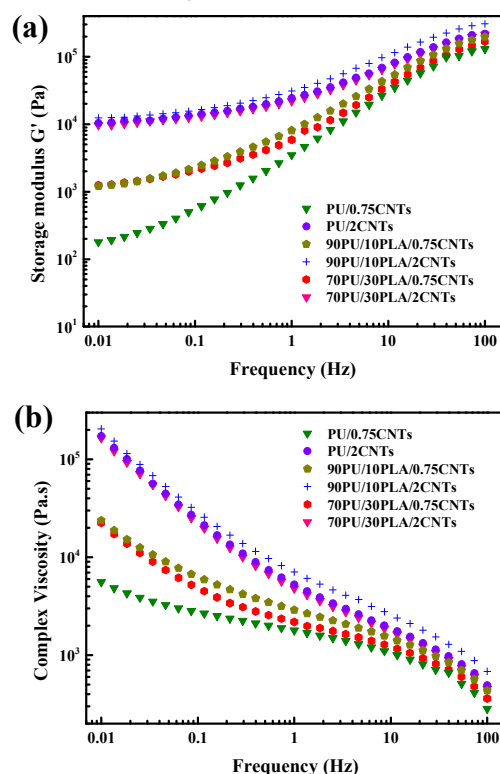 (a)
Storage modulus G' (Pa)
10^5
10^4
10^3
10^2
10^1
PU/0.75CNTs
PU/2CNTs
90PU/10PLA/0.75CNTs
90PU/10PLA/2CNTs
70PU/30PLA/0.75CNTs
70PU/30PLA/2CNTs
0.01 0.1 1 10 100
Frequency (Hz)
(b)
Complex Viscosity (Pa.s)
10^5
10^4
10^3
PU/0.75CNTs
PU/2CNTs
90PU/10PLA/0.75CNTs
90PU/10PLA/2CNTs
70PU/30PLA/0.75CNTs
70PU/30PLA/2CNTs
0.01 0.1 1 10 100
Frequency (Hz)